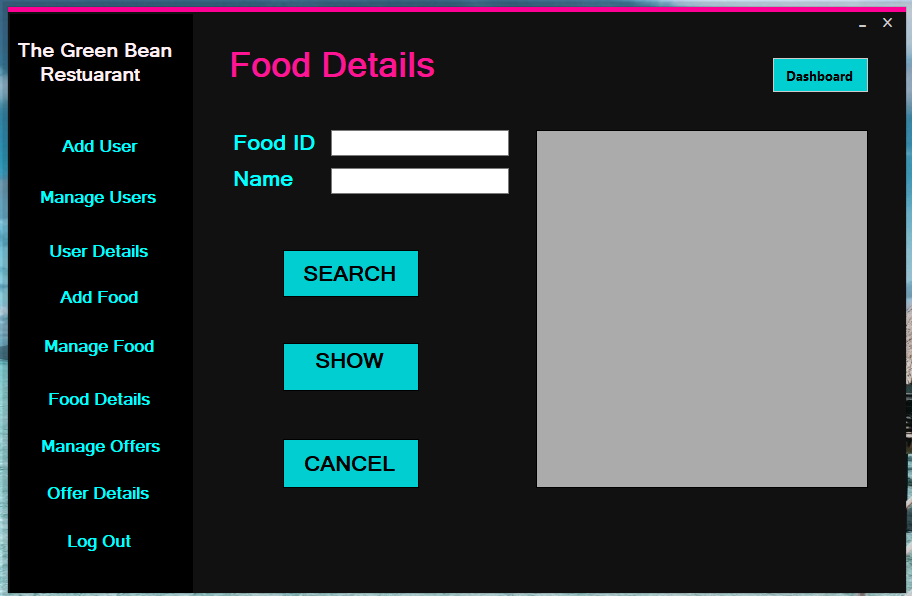 The Green Bean
Restuarant
Food Details
Dashboard
Add User
Manage Users
User Details
Add Food
Manage Food
Food Details
Manage Offers
Offer Details
Log Out
Food ID
Name
SEARCH
SHOW
CANCEL